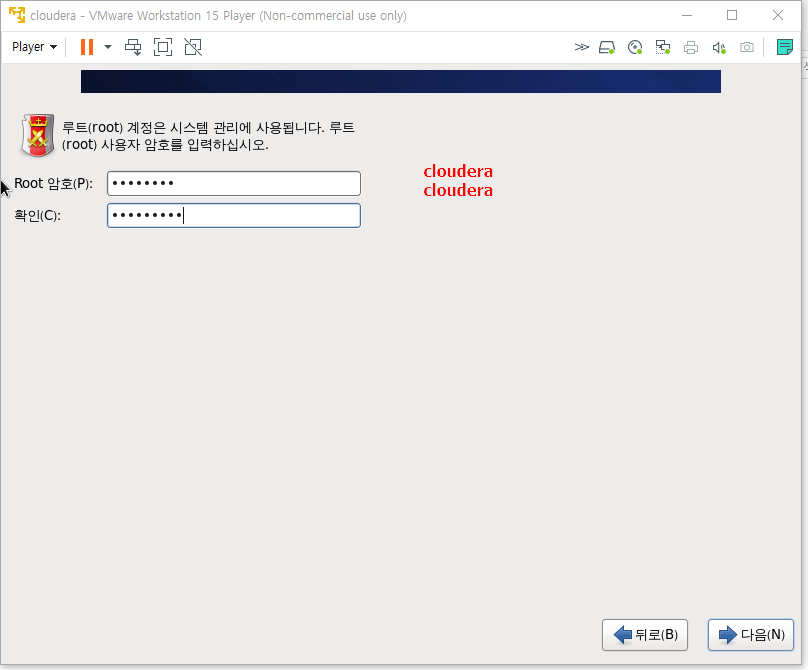 cloudera - VMware Workstation 15 Player (Non-commercial use only)
Player
루트(root) 계정은 시스템 관리에 사용됩니다. 루트
(root) 사용자 암호를 입력하십시오.
Root 암호(P): ••••••••
cloudera
cloudera
확인(C): •••••••••
뒤로(B) 다음(N)